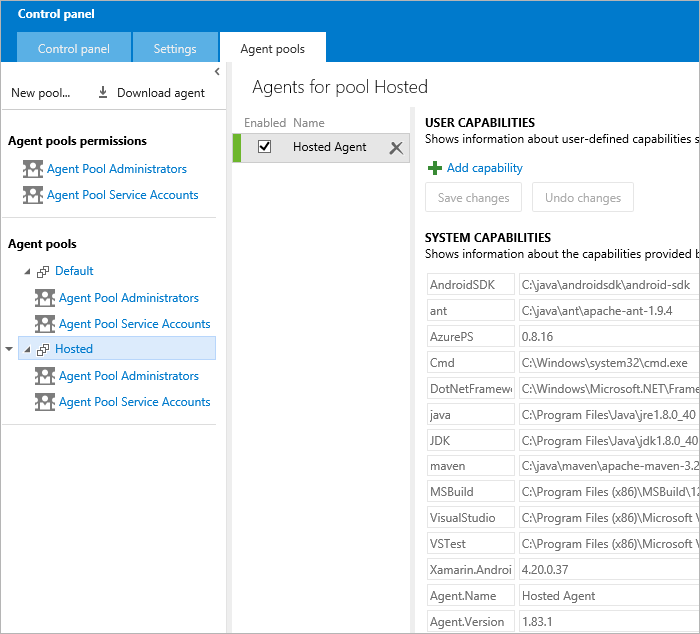 Control panel
Control panel
Settings
Agent pools
New pool...
Download agent
Agent pools permissions
Agent Pool Administrators
Agent Pool Service Accounts
Agent pools
Default
Agent Pool Administrators
Agent Pool Service Accounts
Hosted
Agent Pool Administrators
Agent Pool Service Accounts
Agents for pool Hosted
Enabled Name
Hosted Agent
USER CAPABILITIES
Shows information about user-defined capabilities s
Add capability
Save changes
Undo changes
SYSTEM CAPABILITIES
Shows information about the capabilities provided b
AndroidSDK C:\java\androidsdk\android-sdk
ant C:\java\ant\apache-ant-1.9.4
AzurePS 0.8.16
Cmd C:\Windows\system32\cmd.exe
DotNetFramew C:\Windows\Microsoft.NET\Frame
java C:\Program Files\Java\jre1.8.0_40
JDK C:\Program Files\Java\jdk1.8.0_40
maven C:\java\maven\apache-maven-3.2
MSBuild C:\Program Files (x86)\MSBuild\12
VisualStudio C:\Program Files (x86)\Microsoft V
VSTest C:\Program Files (x86)\Microsoft V
Xamarin.Androi 4.20.0.37
Agent.Name Hosted Agent
Agent.Version 1.83.1